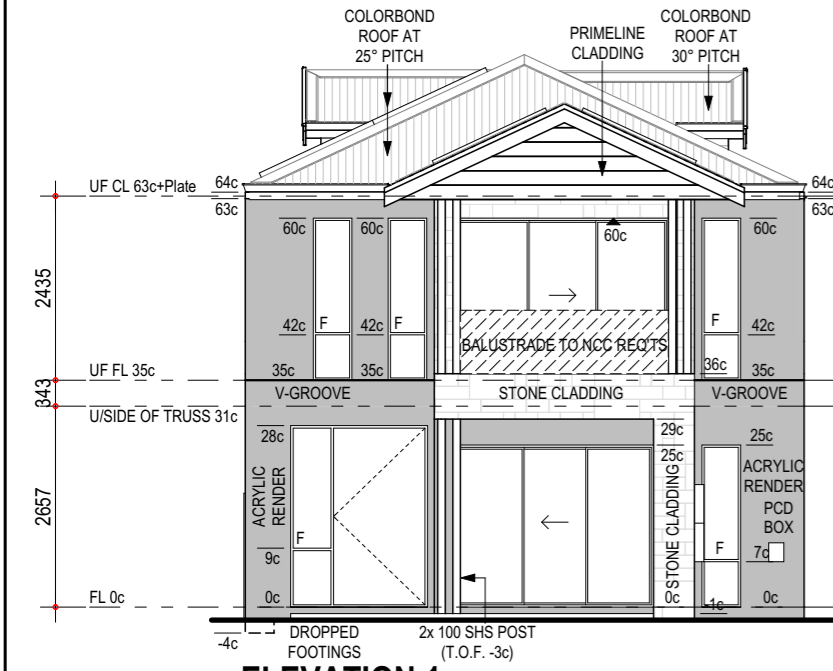 COLORBOND
ROOF AT
25° PITCH
PRIMELINE
CLADDING
COLORBOND
ROOF AT
30° PITCH
UF CL 63c+Plate
64c
63c
64c
63c
60c
60c
60c
60c
2435
42c
F
42c
F
F
42c
BALUSTRADE TO NCC REQ'TS
35c
35c
36c
35c
UF FL 35c
343
V-GROOVE
STONE CLADDING
V-GROOVE
U/SIDE OF TRUSS 31c
28c
29c
25c
25c
ACRYLIC
RENDER
STONE CLADDING
ACRYLIC
RENDER
PCD
BOX
2657
F
9c
F
7c
FL 0c
0c
0c
-1c
0c
-4c
DROPPED
FOOTINGS
2x 100 SHS POST
(T.O.F. -3c)
ELEVATION 1